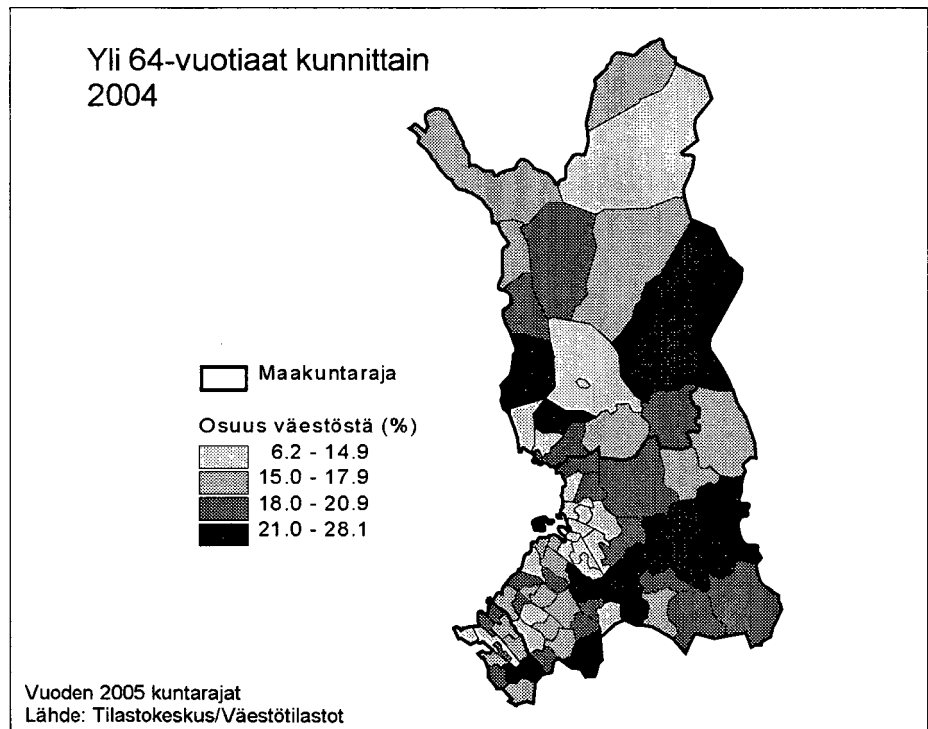 Yli 64-vuotiaat kunnittain
2004
Maakuntaraja
Osuus väestöstä (%)
6.2 - 14.9
15.0 - 17.9
18.0 - 20.9
21.0 - 28.1
Vuoden 2005 kuntarajat
Lähde: Tilastokeskus/Väestötilastot